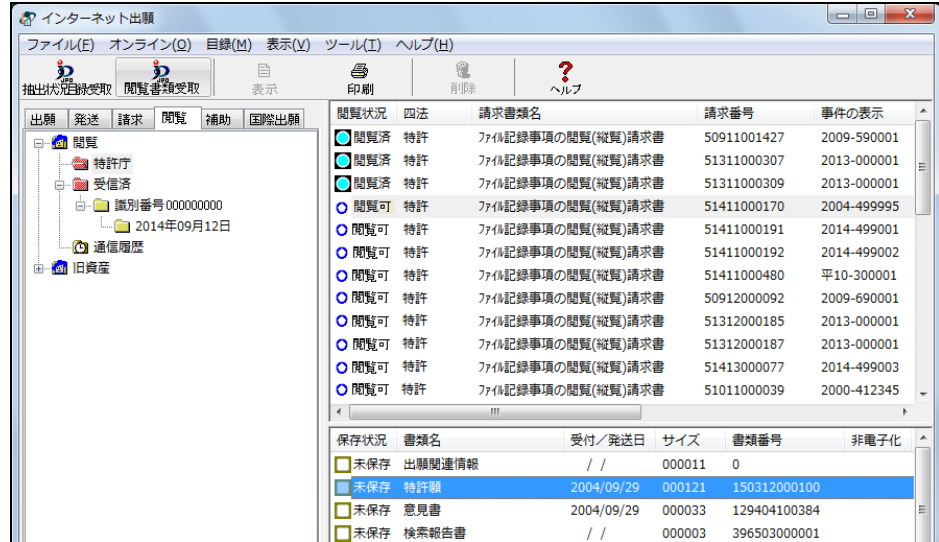 インターネット出願
ファイル(F) オンライン(O) 目録(M) 表示(V) ツール(T) ヘルプ(H)
抽出状況目録受取 閲覧書類受取 表示 印刷 削除 ヘルプ
出願 発送 請求 閲覧 補助 国際出願
閲覧
特許庁
受信済
識別番号000000000
2014年09月12日
通信履歴
旧資産
閲覧状況 四法 請求書類名 請求番号 事件の表示
閲覧済 特許 ファイル記録事項の閲覧(縦覧)請求書 50911001427 2009-590001
閲覧済 特許 ファイル記録事項の閲覧(縦覧)請求書 51311000307 2013-000001
閲覧済 特許 ファイル記録事項の閲覧(縦覧)請求書 51311000309 2013-000001
閲覧可 特許 ファイル記録事項の閲覧(縦覧)請求書 51411000170 2004-499995
閲覧可 特許 ファイル記録事項の閲覧(縦覧)請求書 51411000191 2014-499001
閲覧可 特許 ファイル記録事項の閲覧(縦覧)請求書 51411000192 2014-499002
閲覧可 特許 ファイル記録事項の閲覧(縦覧)請求書 51411000480 平10-300001
閲覧可 特許 ファイル記録事項の閲覧(縦覧)請求書 50912000092 2009-690001
閲覧可 特許 ファイル記録事項の閲覧(縦覧)請求書 51312000185 2013-000001
閲覧可 特許 ファイル記録事項の閲覧(縦覧)請求書 51312000187 2013-000001
閲覧可 特許 ファイル記録事項の閲覧(縦覧)請求書 51413000077 2014-499003
閲覧可 特許 ファイル記録事項の閲覧(縦覧)請求書 51011000039 2000-412345
保存状況 書類名 受付／発送日 サイズ 書類番号 非電子化
未保存 出願関連情報 / / 000011 0
未保存 特許願 2004/09/29 000121 150312000100
未保存 意見書 2004/09/29 000033 129404100384
未保存 検索報告書 / / 000003 396503000001